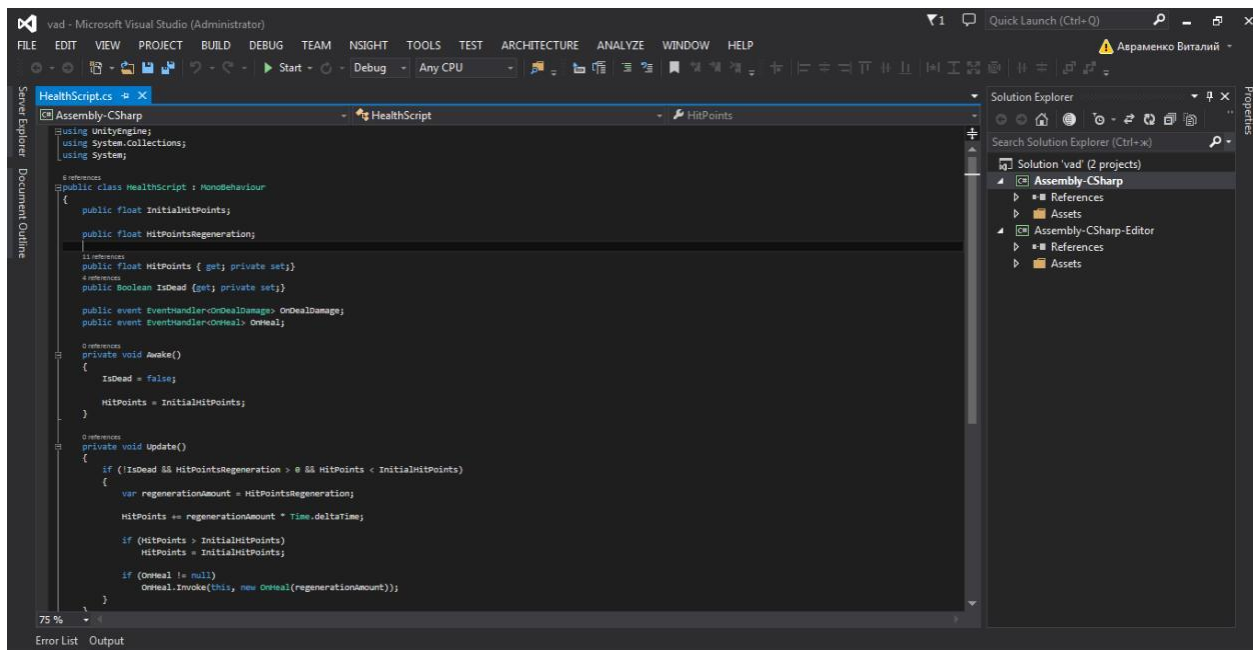 vad - Microsoft Visual Studio (Administrator)
1
Quick Launch (Ctrl+Q)
FILE EDIT VIEW PROJECT BUILD DEBUG TEAM NSIGHT TOOLS TEST ARCHITECTURE ANALYZE WINDOW HELP
Авраменко Виталий
Start Debug Any CPU
Server Explorer
Document Outline
HealthScript.cs
Assembly-CSharp HealthScript HitPoints
using UnityEngine;
using System.Collections;
using System;
6 references
public class HealthScript : MonoBehaviour
{
public float InitialHitPoints;
public float HitPointsRegeneration;
11 references
public float HitPoints { get; private set;}
4 references
public Boolean IsDead {get; private set;}
public event EventHandler<OnDealDamage> OnDealDamage;
public event EventHandler<OnHeal> OnHeal;
0 references
private void Awake()
{
IsDead = false;
HitPoints = InitialHitPoints;
}
0 references
private void Update()
{
if (!IsDead && HitPointsRegeneration > 0 && HitPoints < InitialHitPoints)
{
var regenerationAmount = HitPointsRegeneration;
HitPoints += regenerationAmount * Time.deltaTime;
if (HitPoints > InitialHitPoints)
HitPoints = InitialHitPoints;
if (OnHeal != null)
OnHeal.Invoke(this, new OnHeal(regenerationAmount));
}
}
75 %
Error List Output
Solution Explorer
Search Solution Explorer (Ctrl+ж)
Solution 'vad' (2 projects)
Assembly-CSharp
References
Assets
Assembly-CSharp-Editor
References
Assets
Properties